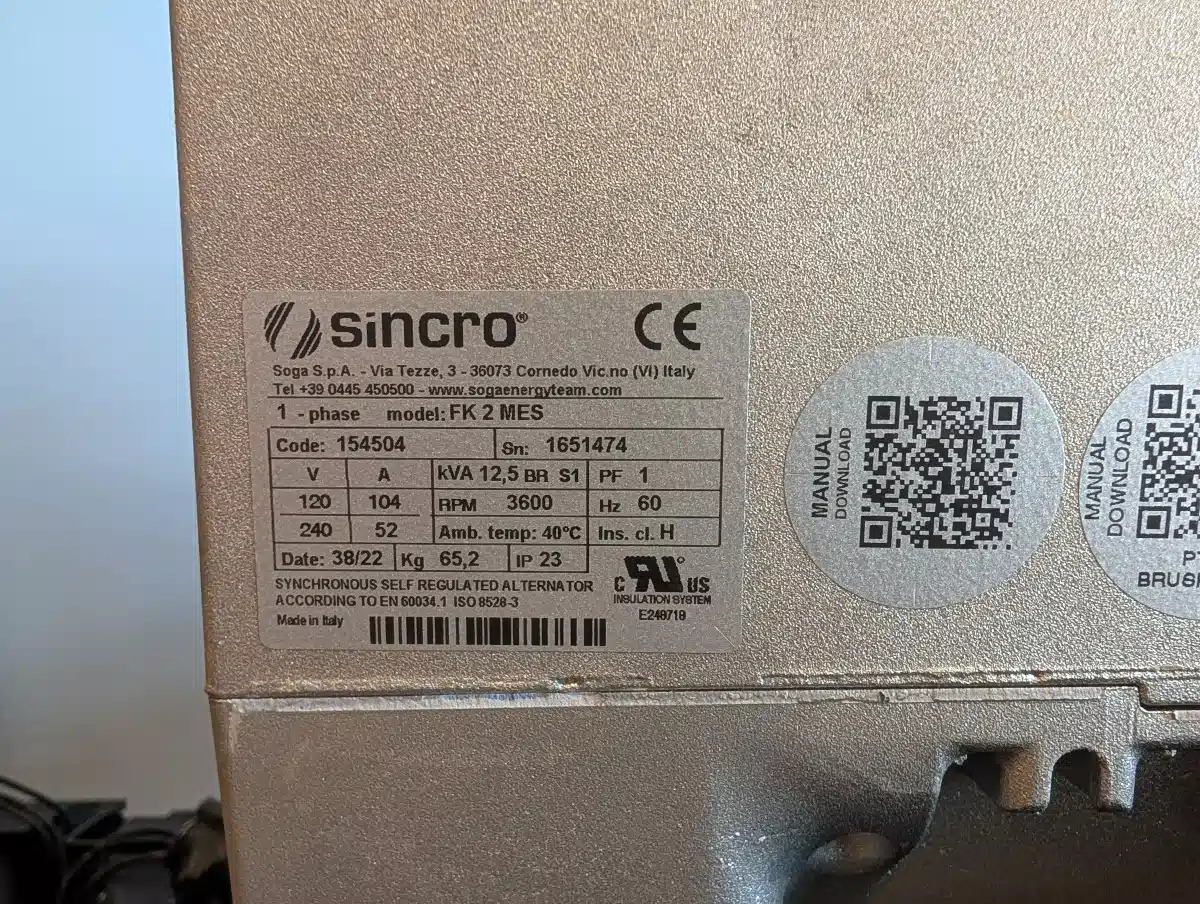 sincro®
CE
Soga S.p.A. - Via Tezze, 3 - 36073 Cornedo Vic.no (VI) Italy
Tel +39 0445 450500 - www.sogaenergyteam.com
1 - phase model: FK 2 MES
Code: 154504 Sn: 1651474
V A kVA 12,5 BR S1 PF 1
120 104 RPM 3600 Hz 60
240 52 Amb. temp: 40°C Ins. cl. H
Date: 38/22 Kg 65,2 IP 23
SYNCHRONOUS SELF REGULATED ALTERNATOR
ACCORDING TO EN 60034.1 ISO 8528-3
Made in Italy
C UR US
INSULATION SYSTEM
E248718
MANUAL
DOWNLOAD
MANUAL
DOWNLOAD